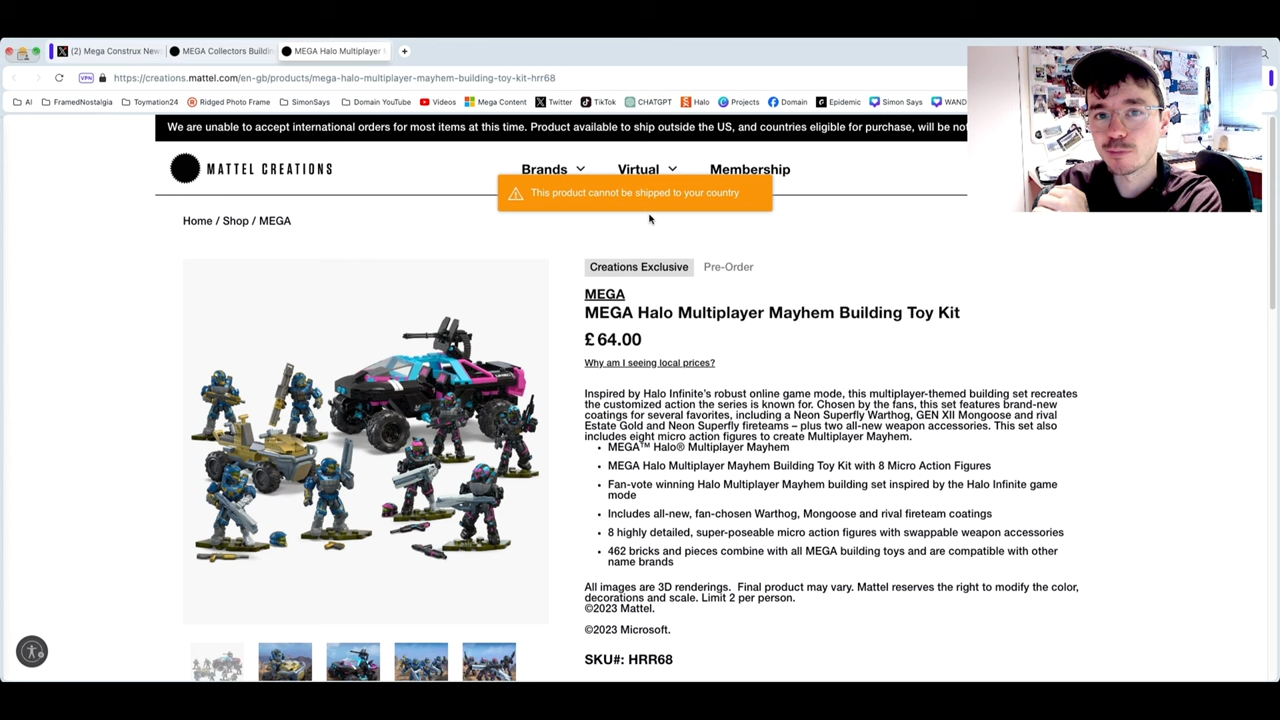 (2) Mega Construx New
MEGA Collectors Buildin
MEGA Halo Multiplayer
VPN
https://creations.mattel.com/en-gb/products/mega-halo-multiplayer-mayhem-building-toy-kit-hrr68
AI
FramedNostalgia
Toymation24
Ridged Photo Frame
SimonSays
Domain YouTube
Videos
Mega Content
Twitter
TikTok
CHATGPT
Halo
Projects
Domain
Epidemic
Simon Says
WAND
We are unable to accept international orders for most items at this time. Product available to ship outside the US, and countries eligible for purchase, will be not
MATTEL CREATIONS
Brands
Virtual
Membership
This product cannot be shipped to your country
Home / Shop / MEGA
Creations Exclusive
Pre-Order
MEGA
MEGA Halo Multiplayer Mayhem Building Toy Kit
£64.00
Why am I seeing local prices?
Inspired by Halo Infinite's robust online game mode, this multiplayer-themed building set recreates
the customized action the series is known for. Chosen by the fans, this set features brand-new
coatings for several favorites, including a Neon Superfly Warthog, GEN XII Mongoose and rival
Estate Gold and Neon Superfly fireteams – plus two all-new weapon accessories. This set also
includes eight micro action figures to create Multiplayer Mayhem.
• MEGA™ Halo® Multiplayer Mayhem
• MEGA Halo Multiplayer Mayhem Building Toy Kit with 8 Micro Action Figures
• Fan-vote winning Halo Multiplayer Mayhem building set inspired by the Halo Infinite game
mode
• Includes all-new, fan-chosen Warthog, Mongoose and rival fireteam coatings
• 8 highly detailed, super-poseable micro action figures with swappable weapon accessories
• 462 bricks and pieces combine with all MEGA building toys and are compatible with other
name brands
All images are 3D renderings. Final product may vary. Mattel reserves the right to modify the color,
decorations and scale. Limit 2 per person.
©2023 Mattel.
©2023 Microsoft.
SKU#: HRR68